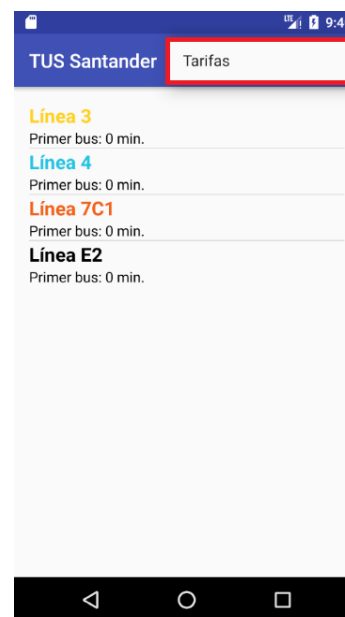 LTE 9:4
TUS Santander Tarifas
Línea 3
Primer bus: 0 min.
Línea 4
Primer bus: 0 min.
Línea 7C1
Primer bus: 0 min.
Línea E2
Primer bus: 0 min.